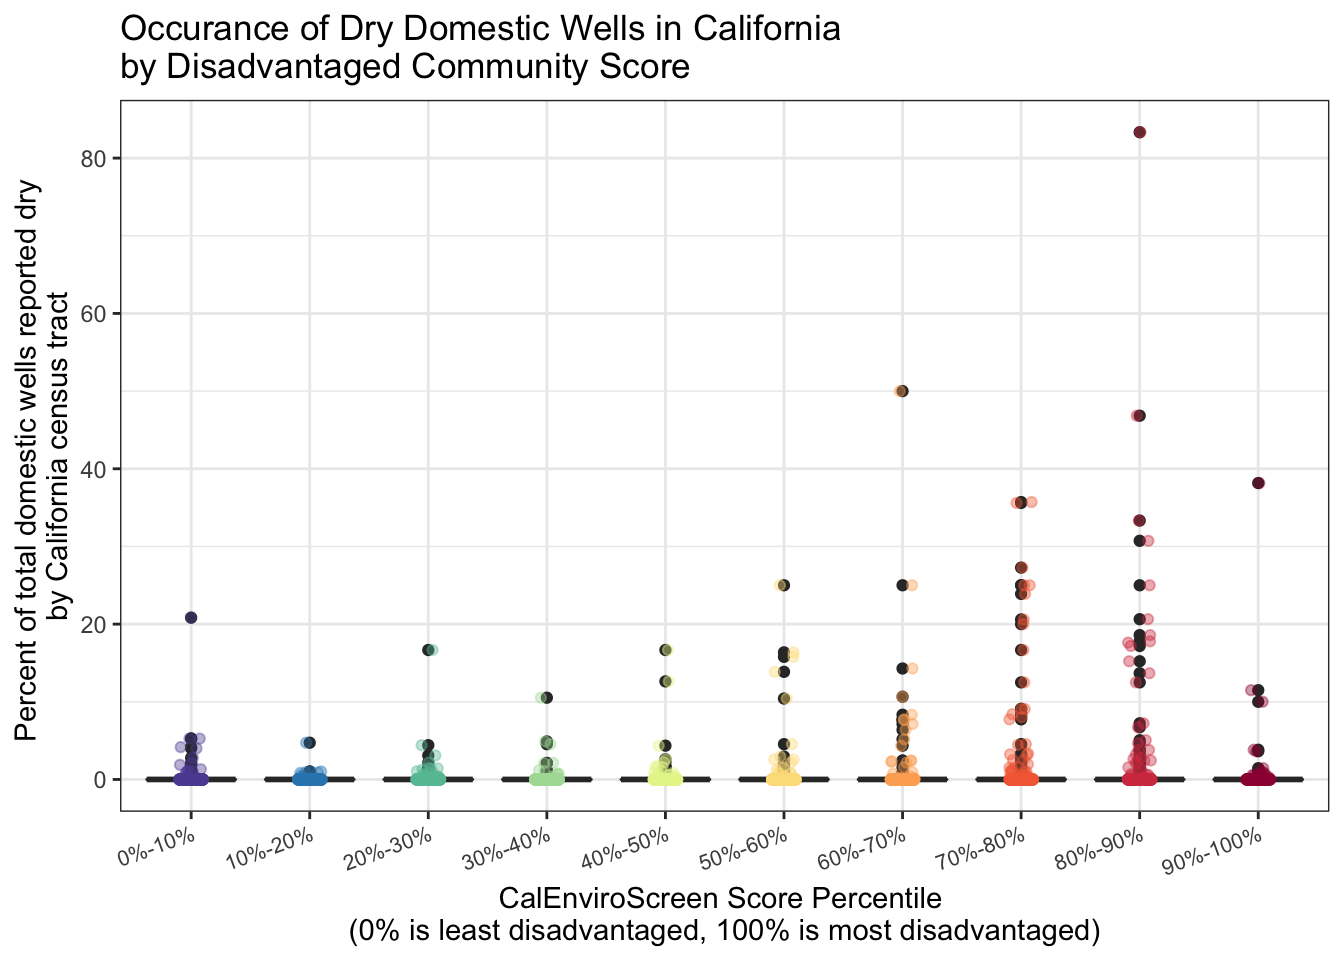 Occurance of Dry Domestic Wells in California
by Disadvantaged Community Score
Percent of total domestic wells reported dry
by California census tract
80
60
40
20
0
0%-10%
10%-20%
20%-30%
30%-40%
40%-50%
50%-60%
60%-70%
70%-80%
80%-90%
90%-100%
CalEnviroScreen Score Percentile
(0% is least disadvantaged, 100% is most disadvantaged)